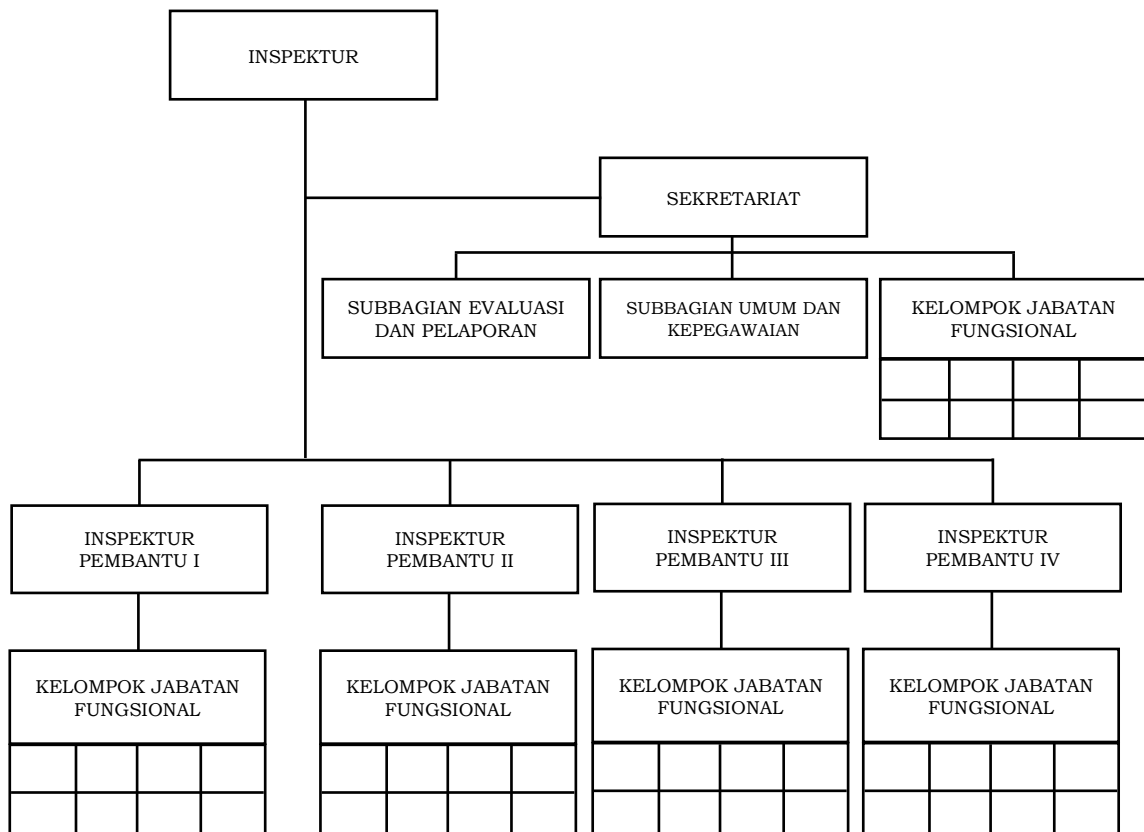 INSPEKTUR
SEKRETARIAT
SUBBAGIAN EVALUASI
DAN PELAPORAN
SUBBAGIAN UMUM DAN
KEPEGAWAIAN
KELOMPOK JABATAN
FUNGSIONAL
INSPEKTUR
PEMBANTU I
INSPEKTUR
PEMBANTU II
INSPEKTUR
PEMBANTU III
INSPEKTUR
PEMBANTU IV
KELOMPOK JABATAN
FUNGSIONAL
KELOMPOK JABATAN
FUNGSIONAL
KELOMPOK JABATAN
FUNGSIONAL
KELOMPOK JABATAN
FUNGSIONAL